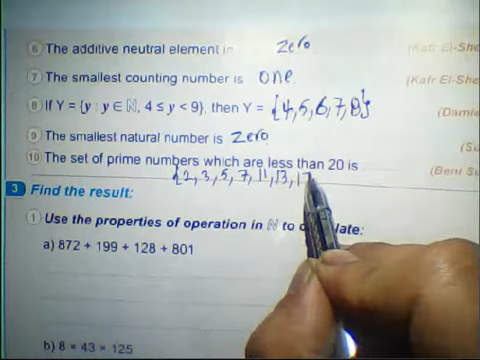 6 The additive neutral element in zero (Kafr El-She
7 The smallest counting number is one. (Kafr El-She
8 If Y = {y : y ∈ ℕ, 4 ≤ y < 9}, then Y = {4,5,6,7,8} (Damie
9 The smallest natural number is Zero. (Su
10 The set of prime numbers which are less than 20 is (Beni Su
{2, 3, 5, 7, 11, 13, 17
3 Find the result:
1 Use the properties of operation in ℕ to late:
a) 872 + 199 + 128 + 801
b) 8 × 43 × 125